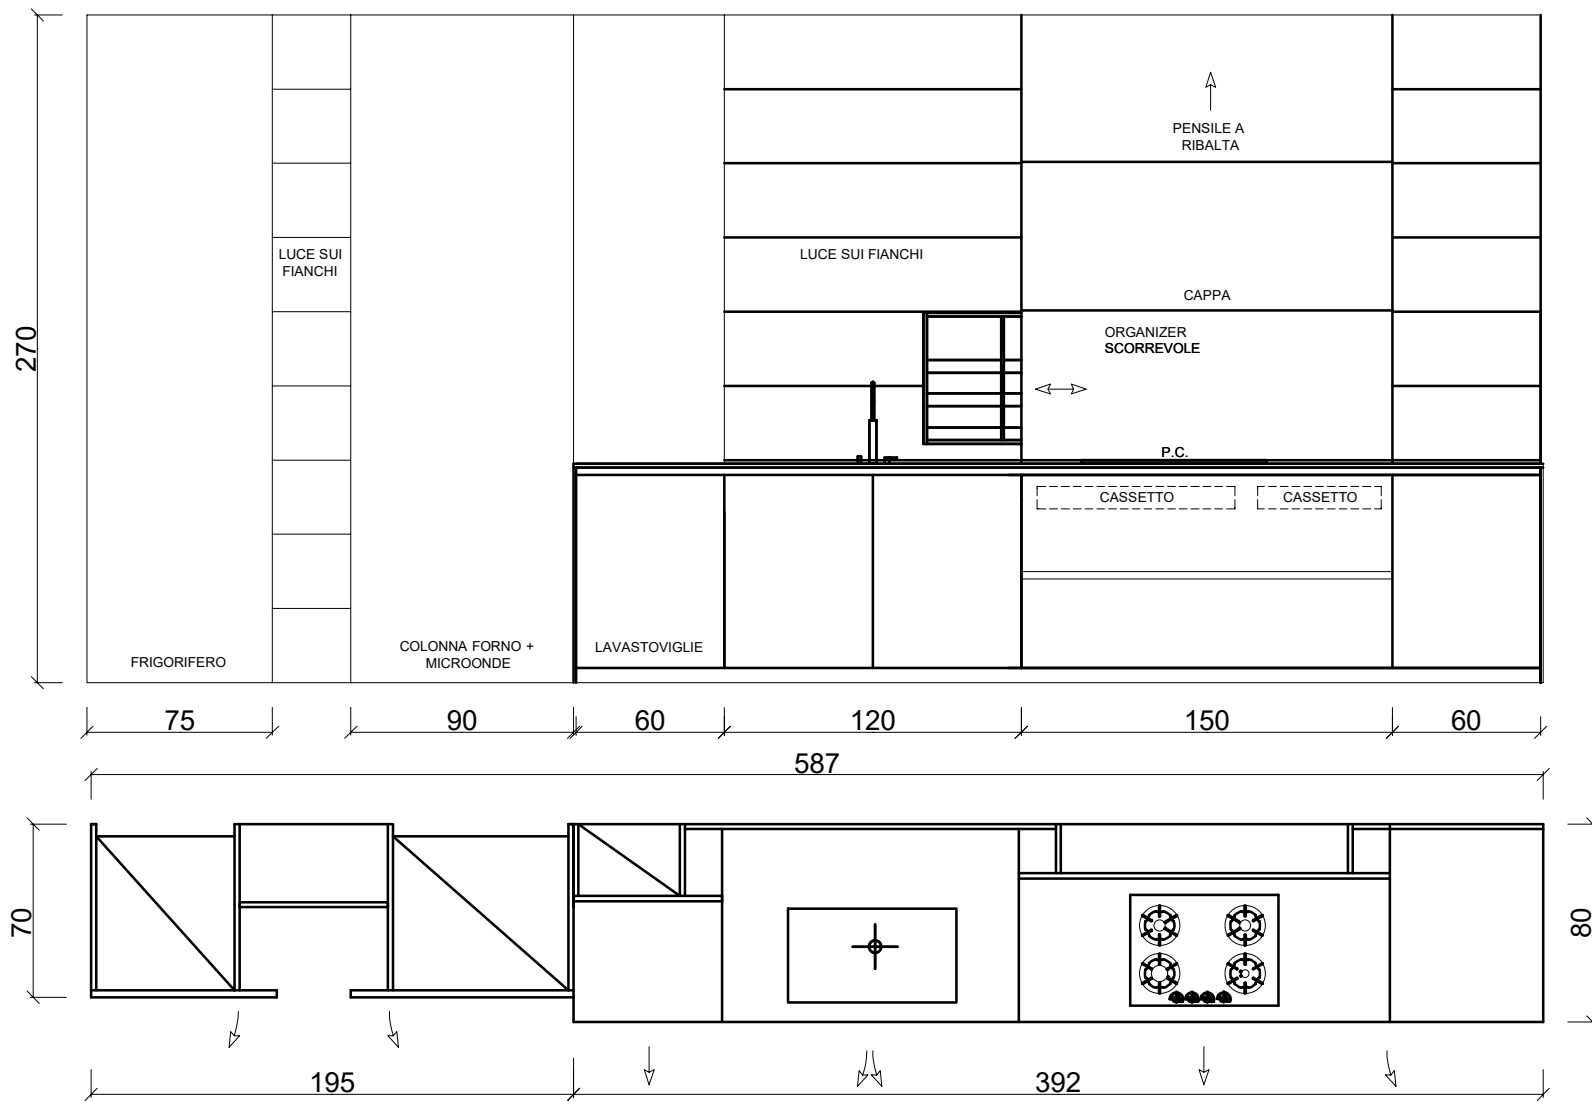 PENSILE A
RIBALTA
LUCE SUI
FIANCHI
LUCE SUI FIANCHI
CAPPA
ORGANIZER
SCORREVOLE
270
P.C.
CASSETTO
CASSETTO
FRIGORIFERO
COLONNA FORNO +
MICROONDE
LAVASTOVIGLIE
75
90
60
120
150
60
587
70
80
195
392